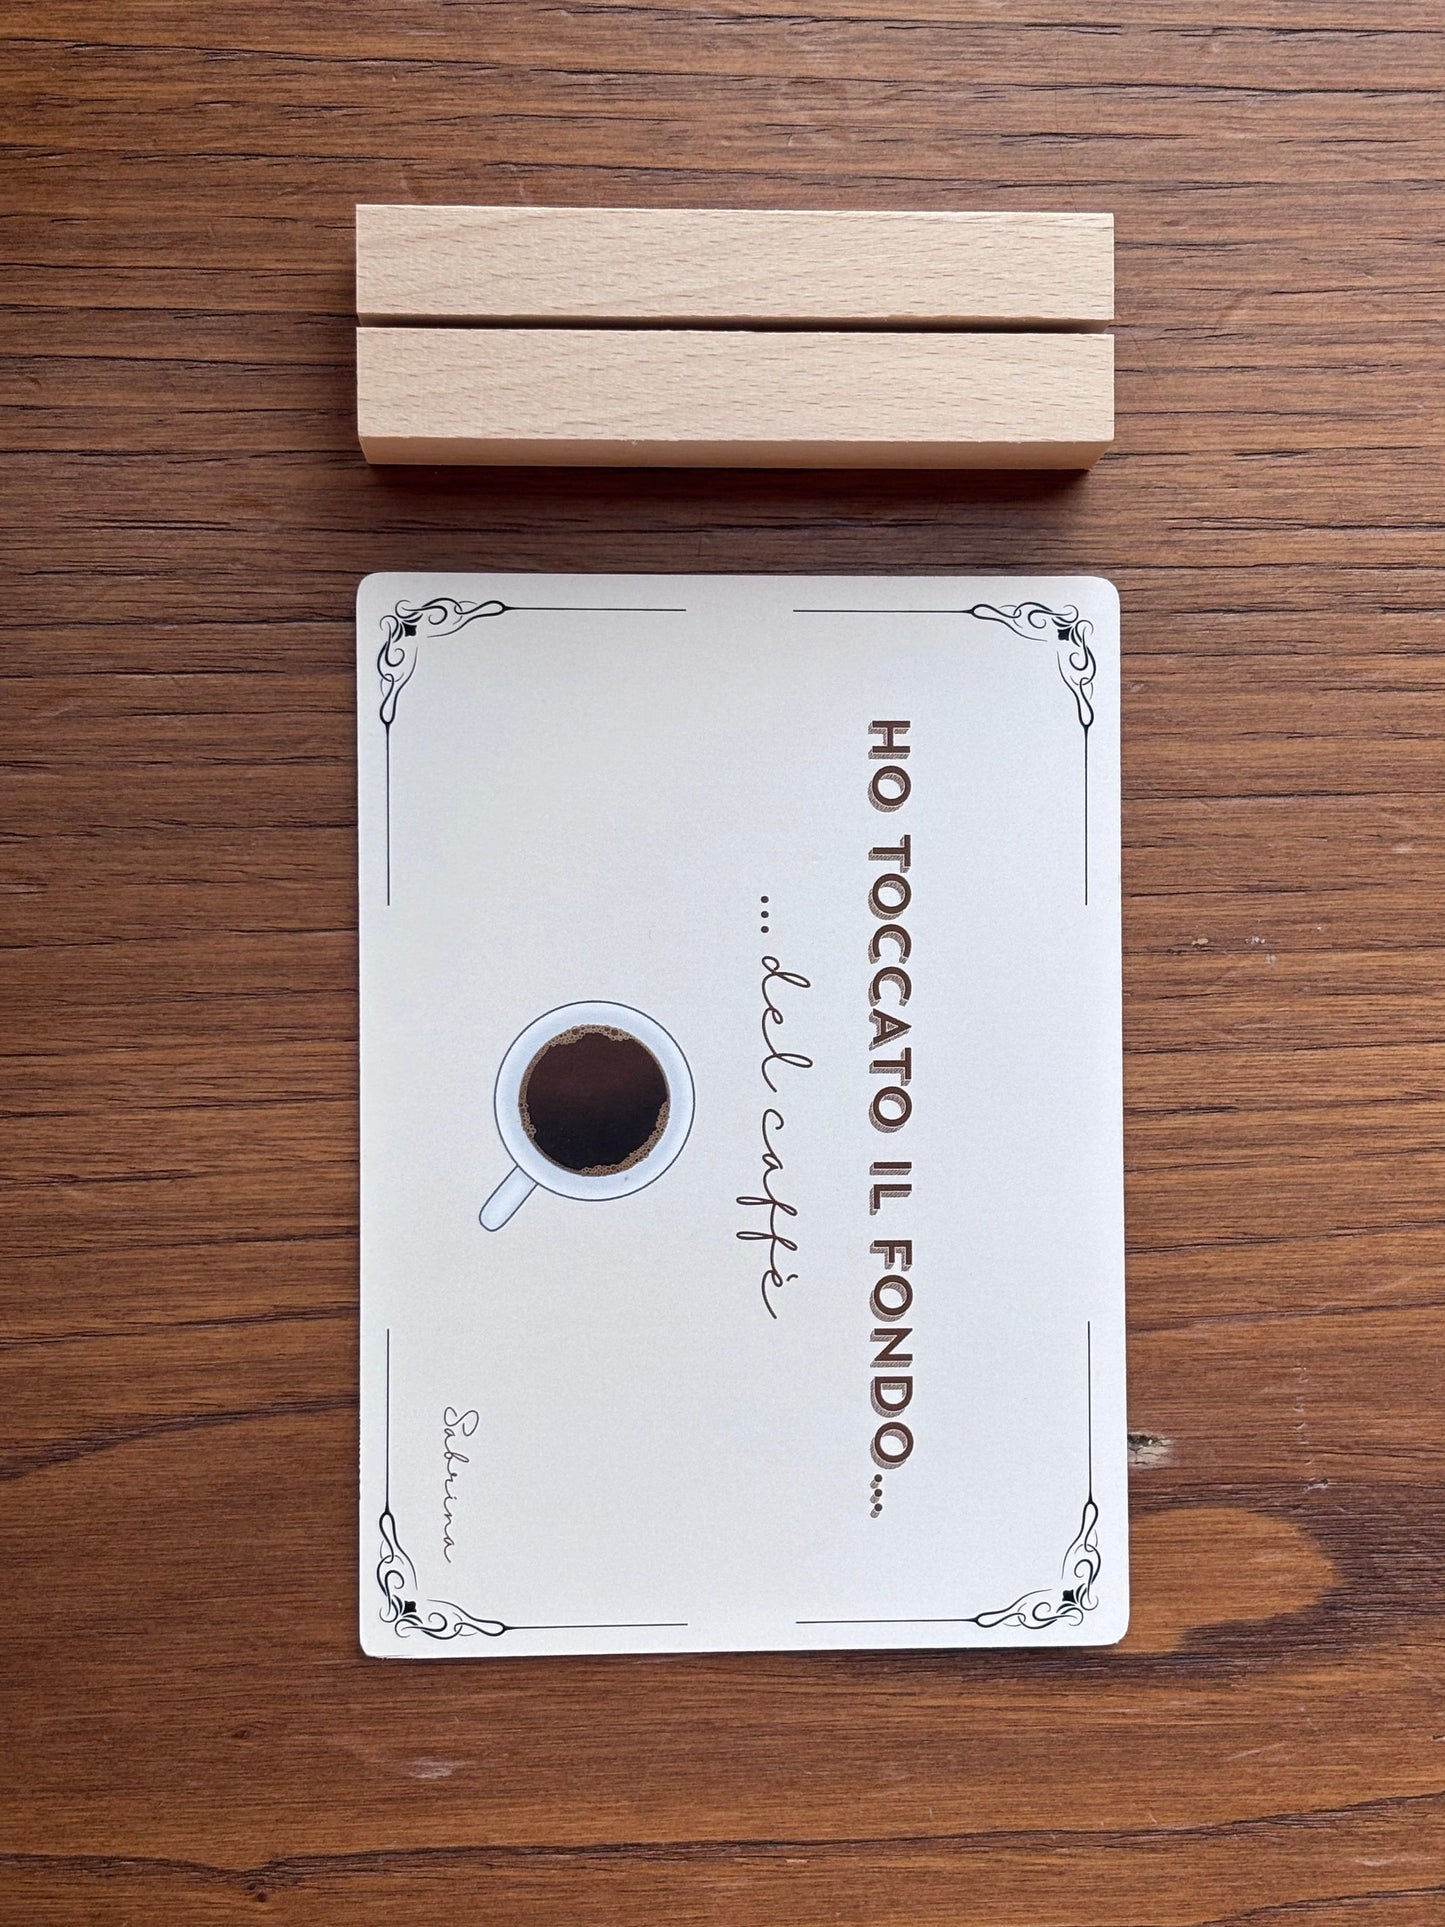 HO TOCCATO IL FONDO...
... del caffè
Sabrina